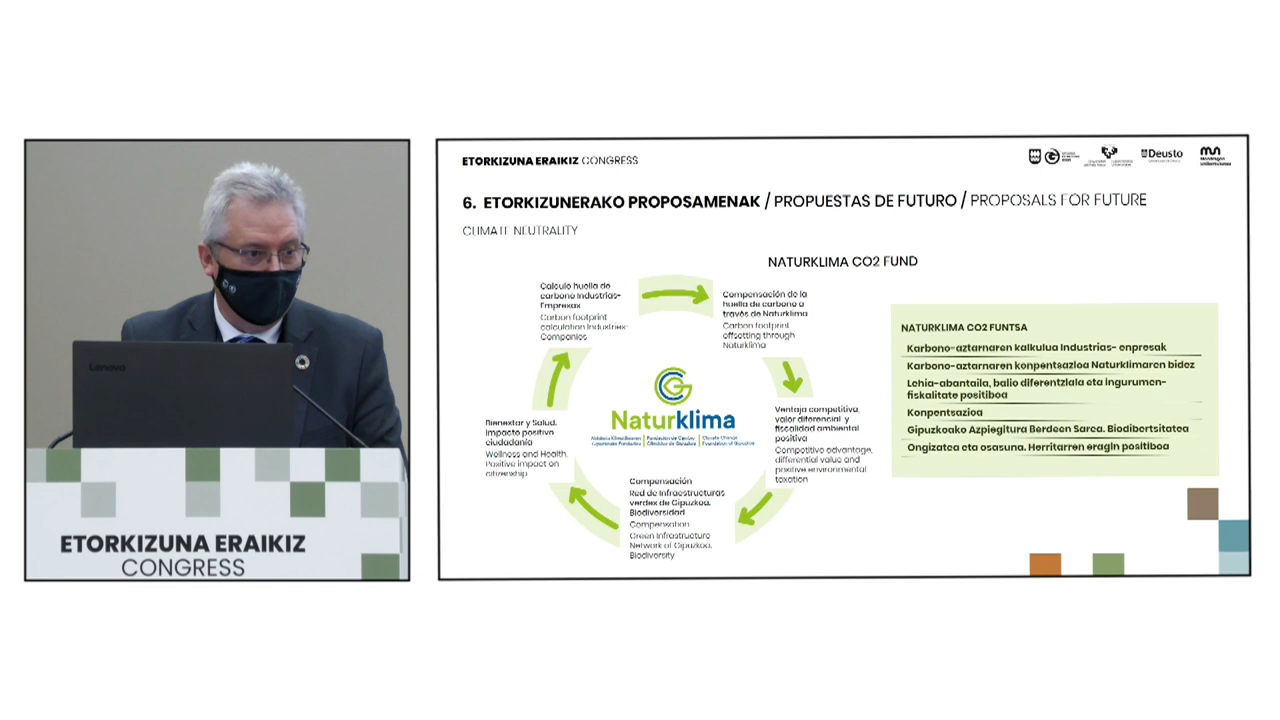 Lenovo
ETORKIZUNA ERAIKIZ
CONGRESS
ETORKIZUNA ERAIKIZ CONGRESS
Deusto
Mondragon
unibertsitatea
6. ETORKIZUNERAKO PROPOSAMENAK / PROPUESTAS DE FUTURO / PROPOSALS FOR FUTURE
CLIMATE NEUTRALITY
NATURKLIMA CO2 FUND
Calculo huella de
carbono Industrias-
Empresas
Carbon footprint
calculation Industries-
Companies
Compensación de la
huella de carbono a
través de Naturklima
Carbon footprint
offsetting through
Naturklima
Ventaja competitiva,
valor diferencial y
fiscalidad ambiental
positiva
Competitive advantage,
differential value and
positive environmental
taxation
Compensación
Red de Infraestructuras
verdes de Gipuzkoa.
Biodiversidad
Compensation
Green Infrastructure
Network of Gipuzkoa.
Biodiversity
Bienestar y Salud.
Impacto positivo
ciudadanía
Wellness and Health.
Positive impact on
citizenship
Naturklima
NATURKLIMA CO2 FUNTSA
Karbono-aztarnaren kalkulua Industrias- enpresak
Karbono-aztarnaren konpentsazioa Naturklimaren bidez
Lehia-abantaila, balio diferentziala eta ingurumen-
fiskalitate positiboa
Konpentsazioa
Gipuzkoako Azpiegitura Berdeen Sarea. Biodibertsitatea
Ongizatea eta osasuna. Herritarren eragin positiboa